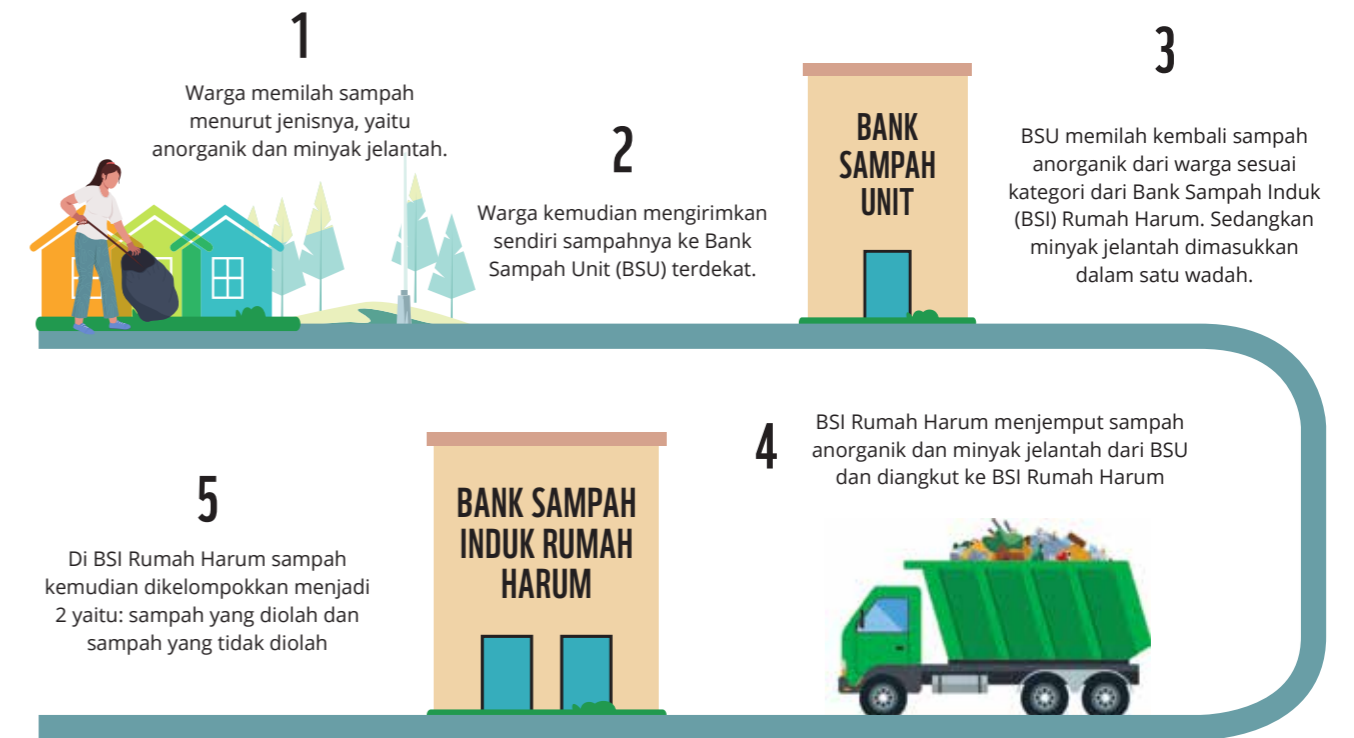 1
Warga memilah sampah
menurut jenisnya, yaitu
anorganik dan minyak jelantah.
2
Warga kemudian mengirimkan
sendiri sampahnya ke Bank
Sampah Unit (BSU) terdekat.
BANK
SAMPAH
UNIT
3
BSU memilah kembali sampah
anorganik dari warga sesuai
kategori dari Bank Sampah Induk
(BSI) Rumah Harum. Sedangkan
minyak jelantah dimasukkan
dalam satu wadah.
4
BSI Rumah Harum menjemput sampah
anorganik dan minyak jelantah dari BSU
dan diangkut ke BSI Rumah Harum
BANK SAMPAH
INDUK RUMAH
HARUM
5
Di BSI Rumah Harum sampah
kemudian dikelompokkan menjadi
2 yaitu: sampah yang diolah dan
sampah yang tidak diolah